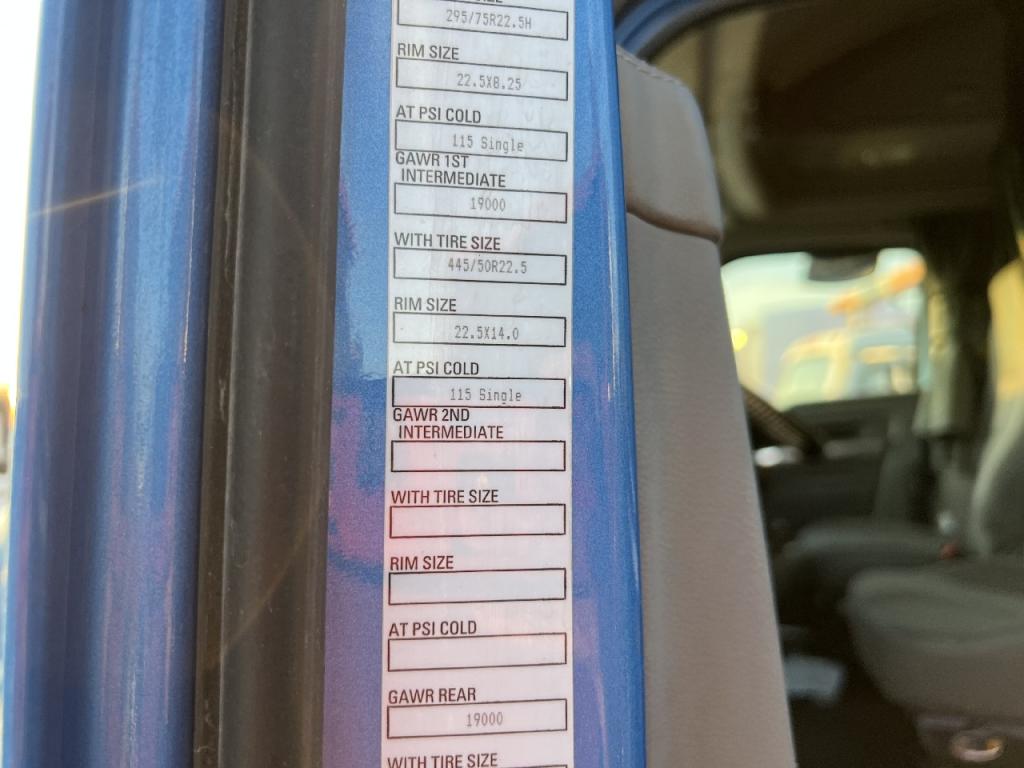 295/75R22.5H
RIM SIZE
22.5X8.25
AT PSI COLD
115 Single
GAWR 1ST
INTERMEDIATE
19000
WITH TIRE SIZE
445/50R22.5
RIM SIZE
22.5X14.0
AT PSI COLD
115 Single
GAWR 2ND
INTERMEDIATE
WITH TIRE SIZE
RIM SIZE
AT PSI COLD
GAWR REAR
19000
WITH TIRE SIZE